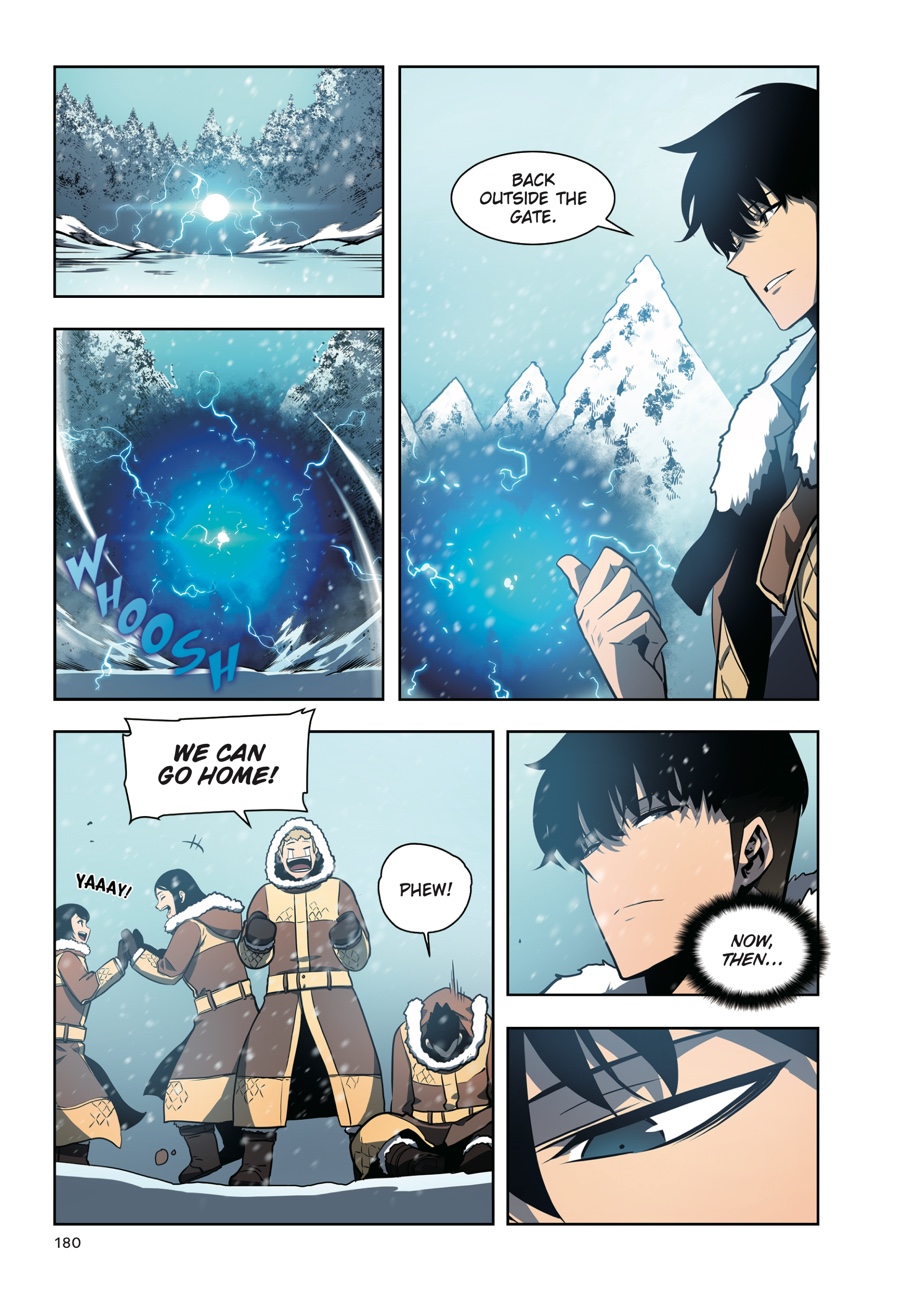 BACK
OUTSIDE THE
GATE.
WHOOSH
WE CAN
GO HOME!
YAAAY!
PHEW!
NOW,
THEN...
180